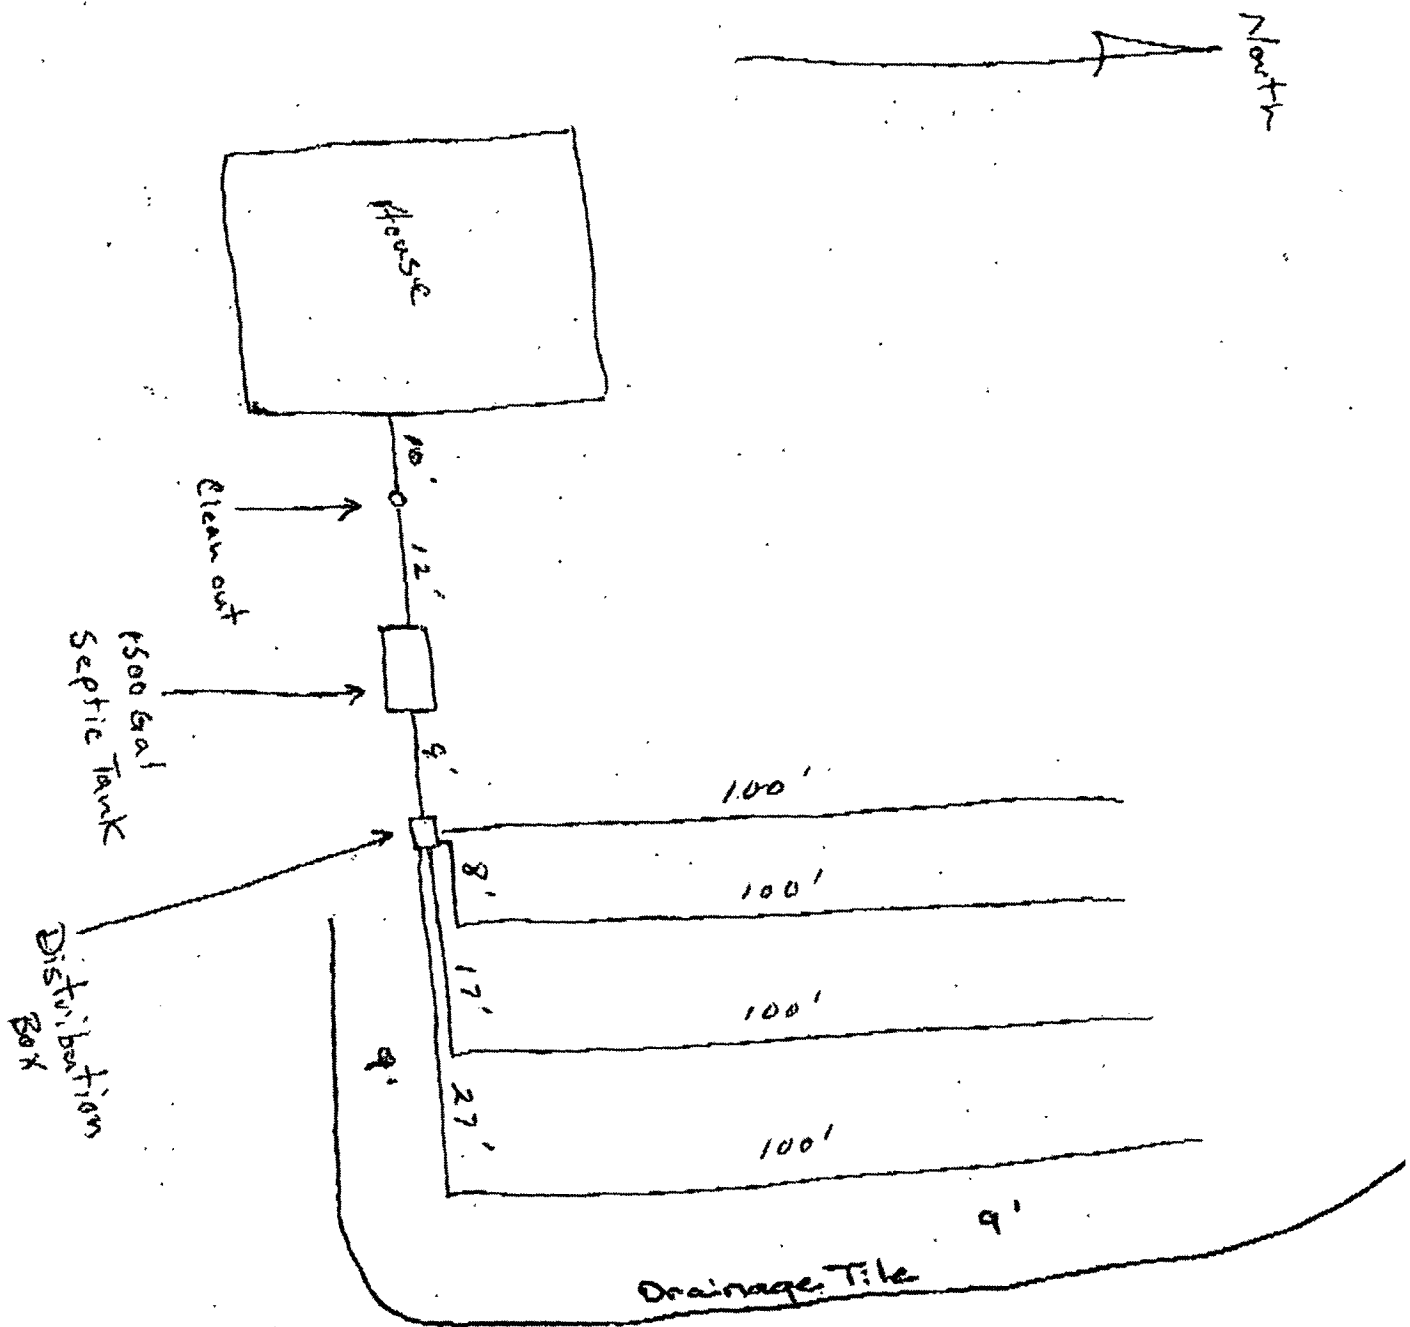 North
House
10'
Clean out
12'
1500 Gal
Septic Tank
9'
100'
Distribution
Box
8'
100'
17'
100'
9'
27'
100'
9'
Drainage Tile